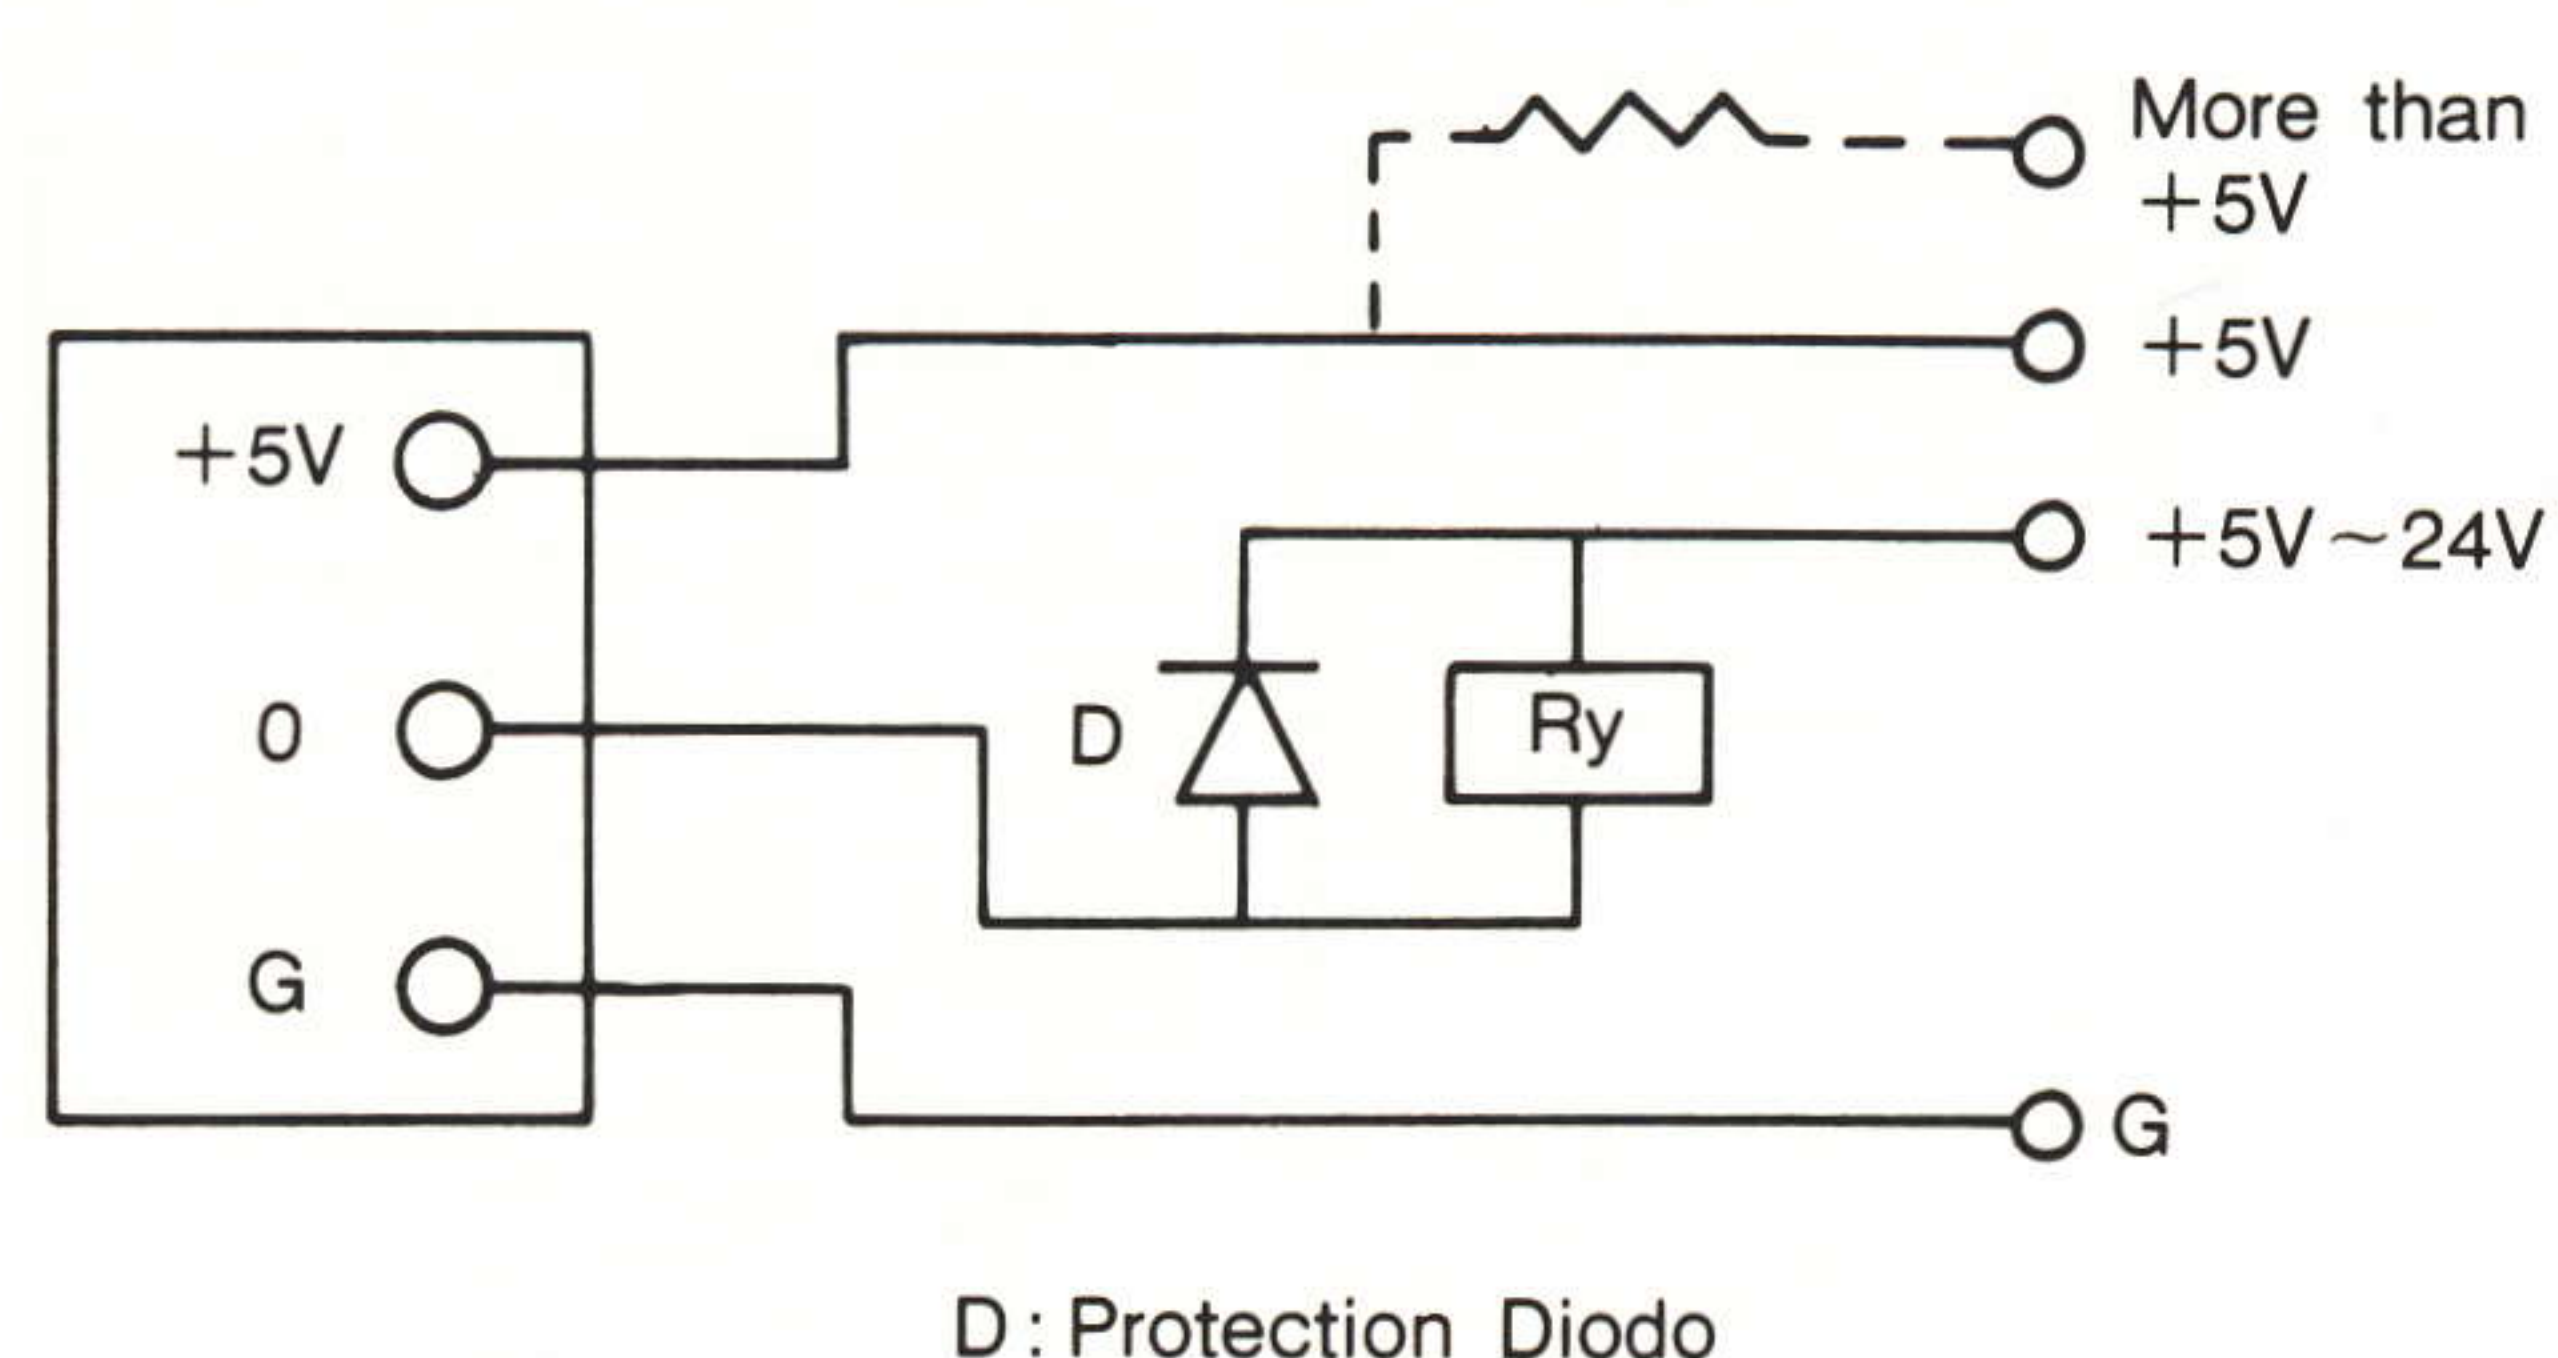 More than
+5V
+5V
+5V
+5V~24V
0
D
Ry
G
G
D : Protection Diodo